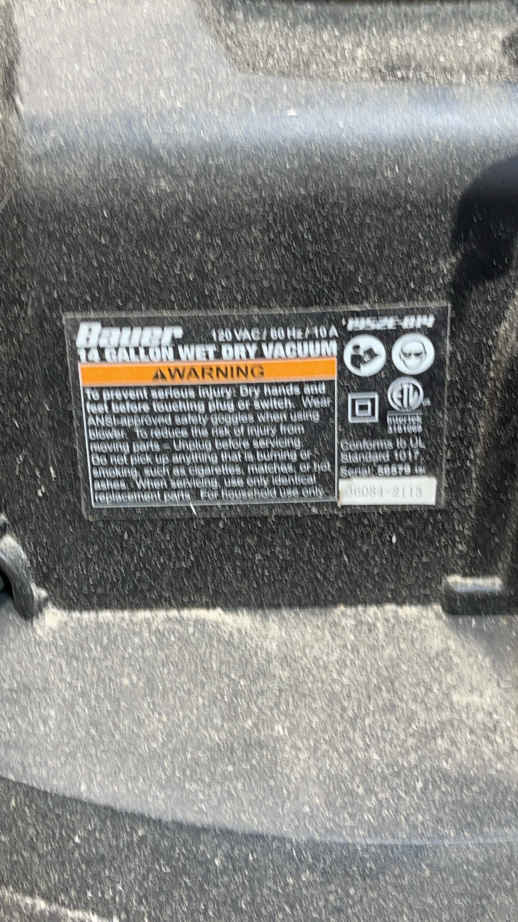 Bauer
120 VAC / 60 Hz / 10 A
1952E-B14
14 GALLON WET DRY VACUUM
WARNING
To prevent serious injury: Dry hands and
feet before touching plug or switch. Wear
ANSI-approved safety goggles when using
blower. To reduce the risk of injury from
moving parts – Unplug before servicing.
Do not pick up anything that is burning or
smoking, such as cigarettes, matches, or hot
ashes. When servicing, use only identical
replacement parts. For household use only.
ETL
Conforms to UL
Standard 1017